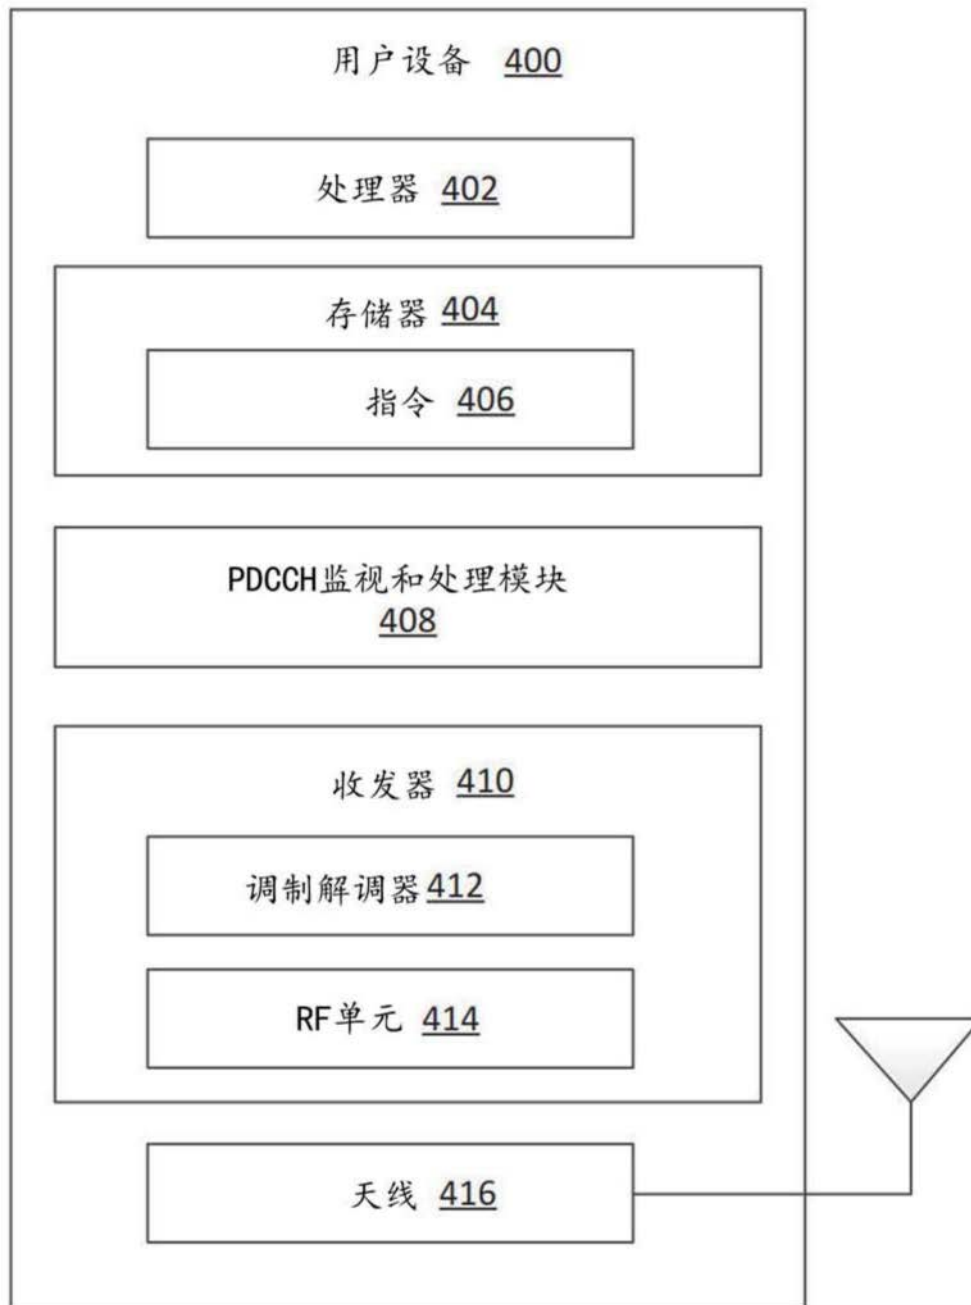 用户设备 400
处理器 402
存储器 404
指令 406
PDCCH监视和处理模块
408
收发器 410
调制解调器 412
RF单元 414
天线 416